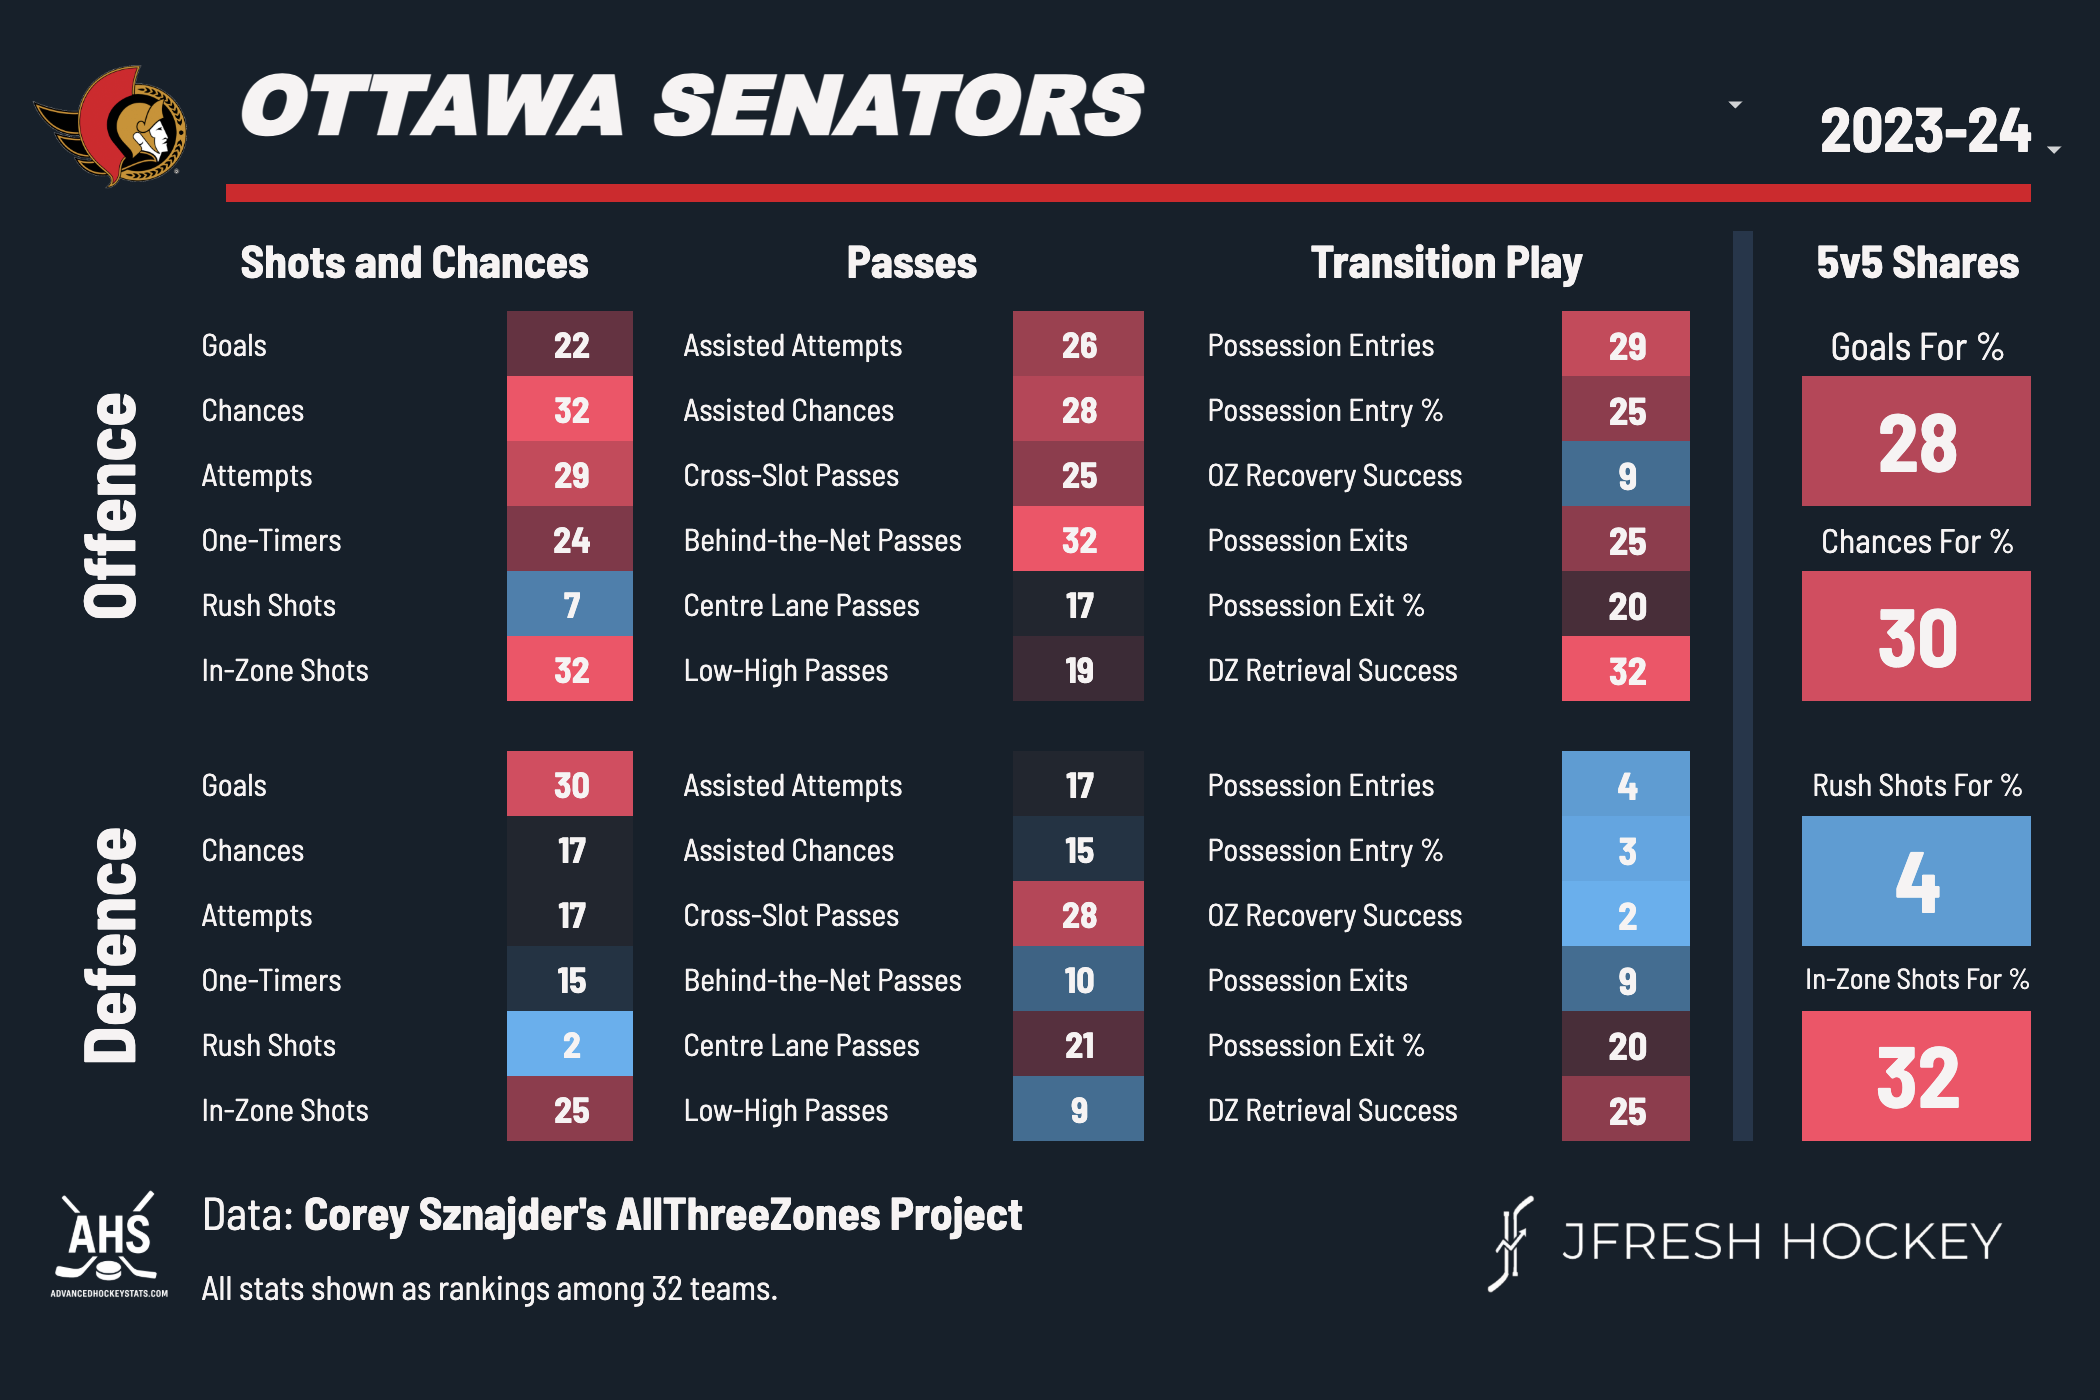 OTTAWA SENATORS
2023-24
Shots and Chances
Passes
Transition Play
5v5 Shares
Offence
Goals 22
Chances 32
Attempts 29
One-Timers 24
Rush Shots 7
In-Zone Shots 32
Assisted Attempts 26
Assisted Chances 28
Cross-Slot Passes 25
Behind-the-Net Passes 32
Centre Lane Passes 17
Low-High Passes 19
Possession Entries 29
Possession Entry % 25
OZ Recovery Success 9
Possession Exits 25
Possession Exit % 20
DZ Retrieval Success 32
Goals For %
28
Chances For %
30
Defence
Goals 30
Chances 17
Attempts 17
One-Timers 15
Rush Shots 2
In-Zone Shots 25
Assisted Attempts 17
Assisted Chances 15
Cross-Slot Passes 28
Behind-the-Net Passes 10
Centre Lane Passes 21
Low-High Passes 9
Possession Entries 4
Possession Entry % 3
OZ Recovery Success 2
Possession Exits 9
Possession Exit % 20
DZ Retrieval Success 25
Rush Shots For %
4
In-Zone Shots For %
32
AHS
ADVANCEDHOCKEYSTATS.COM
Data: Corey Sznajder's AllThreeZones Project
All stats shown as rankings among 32 teams.
JFRESH HOCKEY